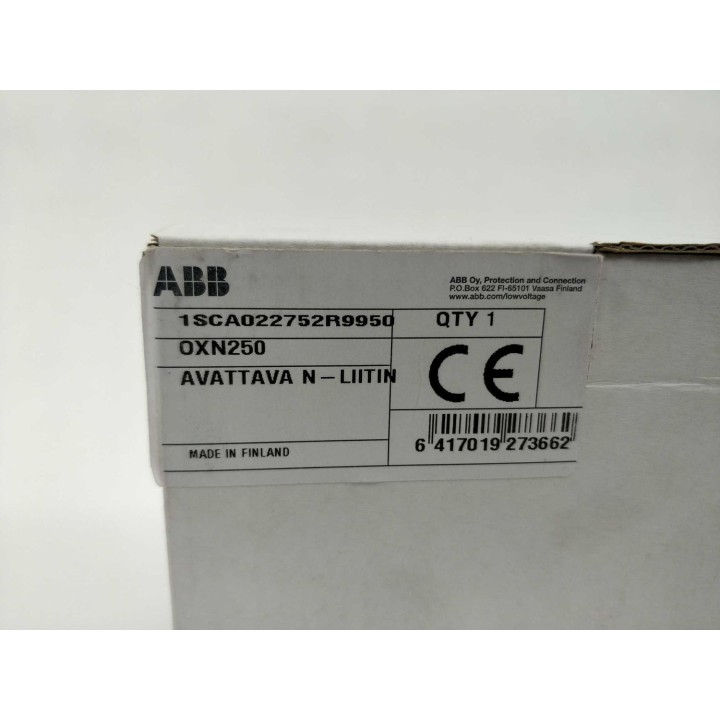 ABB
ABB Oy, Protection and Connection
P.O.Box 622 FI-65101 Vaasa Finland
www.abb.com/lowvoltage
1SCA022752R9950
QTY 1
OXN250
AVATTAVA N-LIITIN
CE
MADE IN FINLAND
6 417019 273662